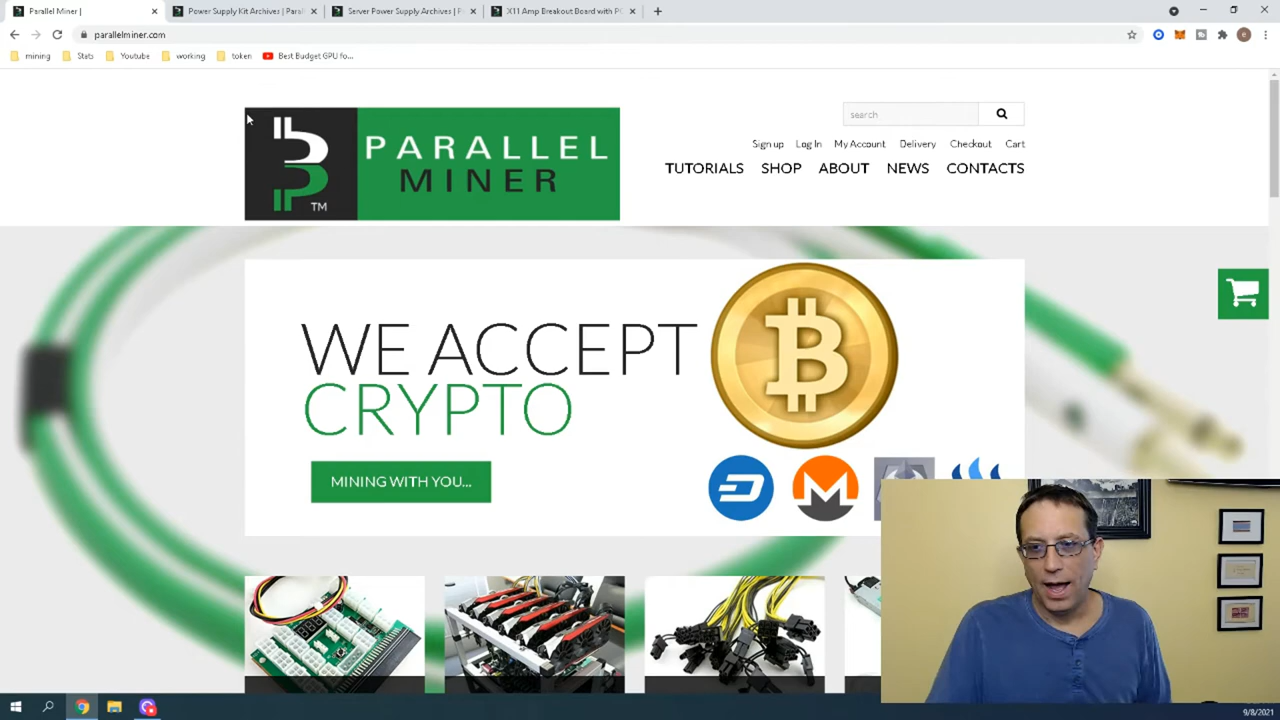 Parallel Miner |
Power Supply Kit Archives | Paral
Server Power Supply Archives | P
X11 Amp Breakout Board with PC
parallelminer.com
mining
Stats
Youtube
working
token
Best Budget GPU fo...
PARALLEL
MINER
TM
search
Sign up
Log In
My Account
Delivery
Checkout
Cart
TUTORIALS
SHOP
ABOUT
NEWS
CONTACTS
WE ACCEPT
CRYPTO
MINING WITH YOU...
9/8/2021